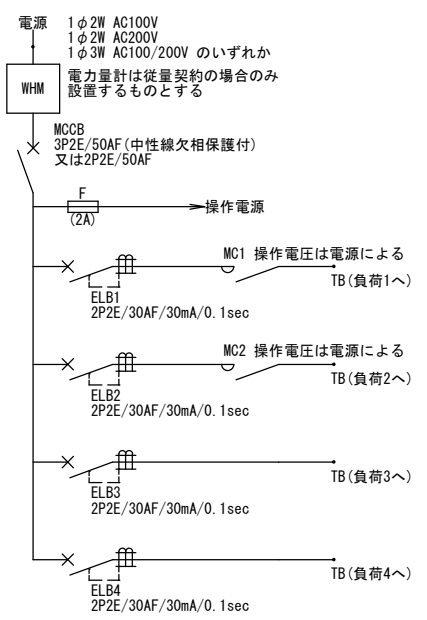 電源
1φ2W AC100V
1φ2W AC200V
1φ3W AC100/200V のいずれか
WHM
電力量計は従量契約の場合のみ
設置するものとする
MCCB
3P2E/50AF(中性線欠相保護付)
又は2P2E/50AF
F
(2A)
操作電源
MC1 操作電圧は電源による
TB(負荷1へ)
ELB1
2P2E/30AF/30mA/0.1sec
MC2 操作電圧は電源による
TB(負荷2へ)
ELB2
2P2E/30AF/30mA/0.1sec
TB(負荷3へ)
ELB3
2P2E/30AF/30mA/0.1sec
TB(負荷4へ)
ELB4
2P2E/30AF/30mA/0.1sec